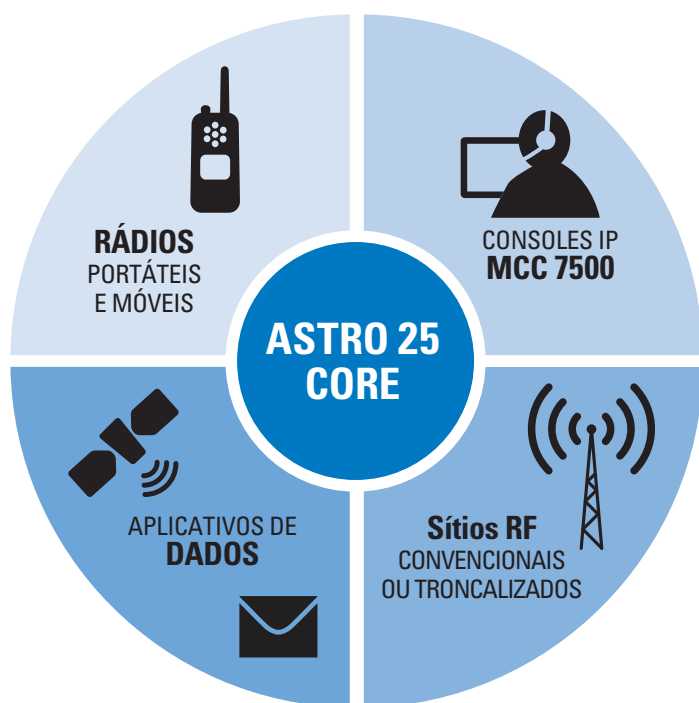 RÁDIOS
PORTÁTEIS
E MÓVEIS
CONSOLES IP
MCC 7500
ASTRO 25
CORE
APLICATIVOS DE
DADOS
Sítios RF
CONVENCIONAIS
OU TRONCALIZADOS